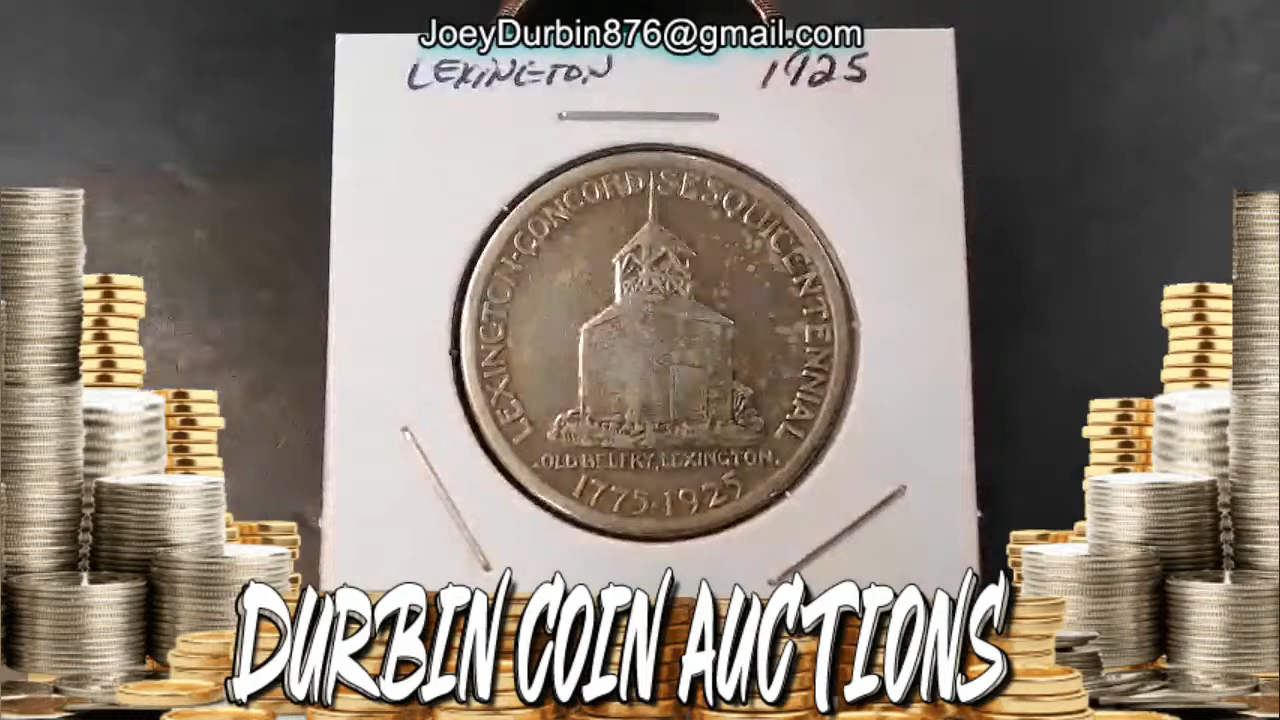 JoeyDurbin876@gmail.com
LEXINGTON 1925
LEXINGTON-CONCORD SESQUICENTENNIAL
OLD BELFRY, LEXINGTON.
1775·1925
DURBIN COIN AUCTIONS